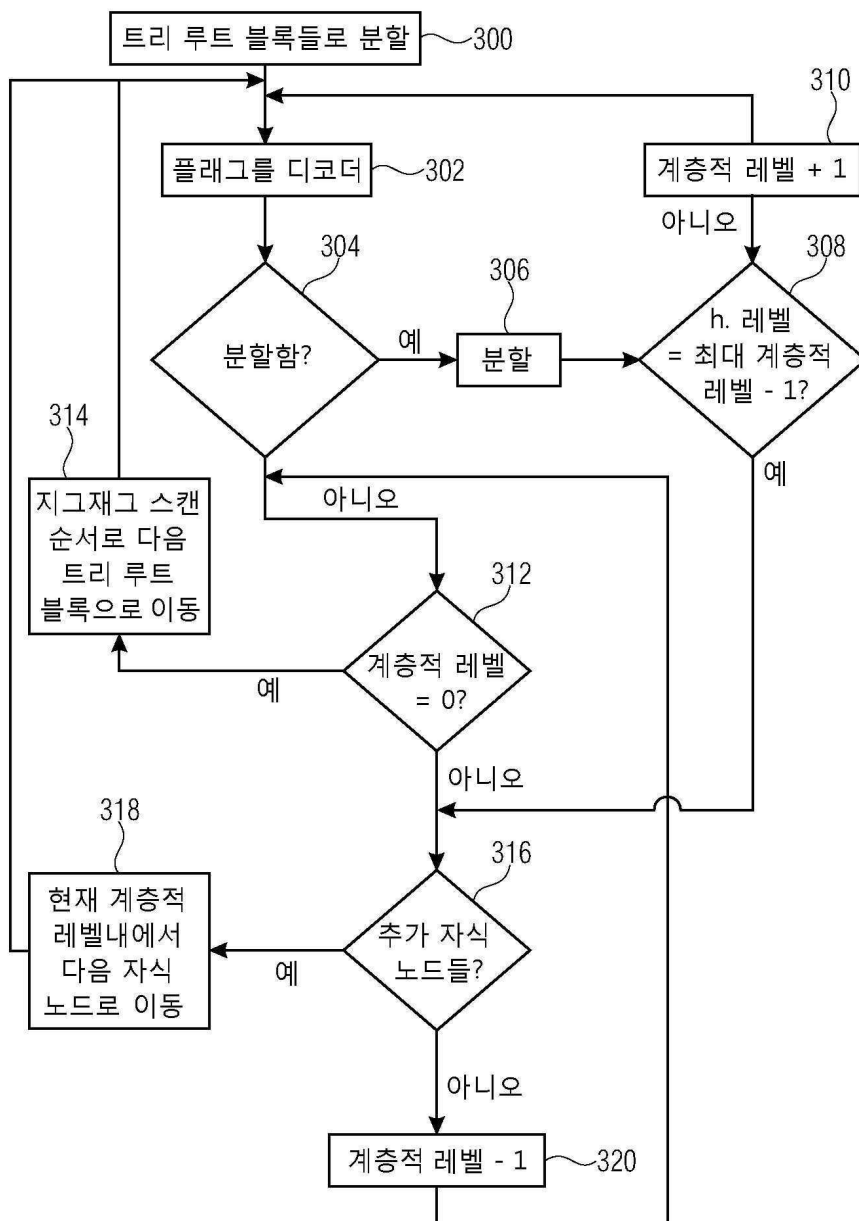 트리 루트 블록들로 분할
300
310
플래그를 디코더
302
계층적 레벨 + 1
아니오
304
306
308
분할함?
예
분할
h. 레벨
= 최대 계층적
레벨 - 1?
314
예
아니오
지그재그 스캔
순서로 다음
트리 루트
블록으로 이동
312
계층적 레벨
= 0?
예
아니오
318
316
현재 계층적
레벨내에서
다음 자식
노드로 이동
추가 자식
노드들?
예
아니오
계층적 레벨 - 1
320